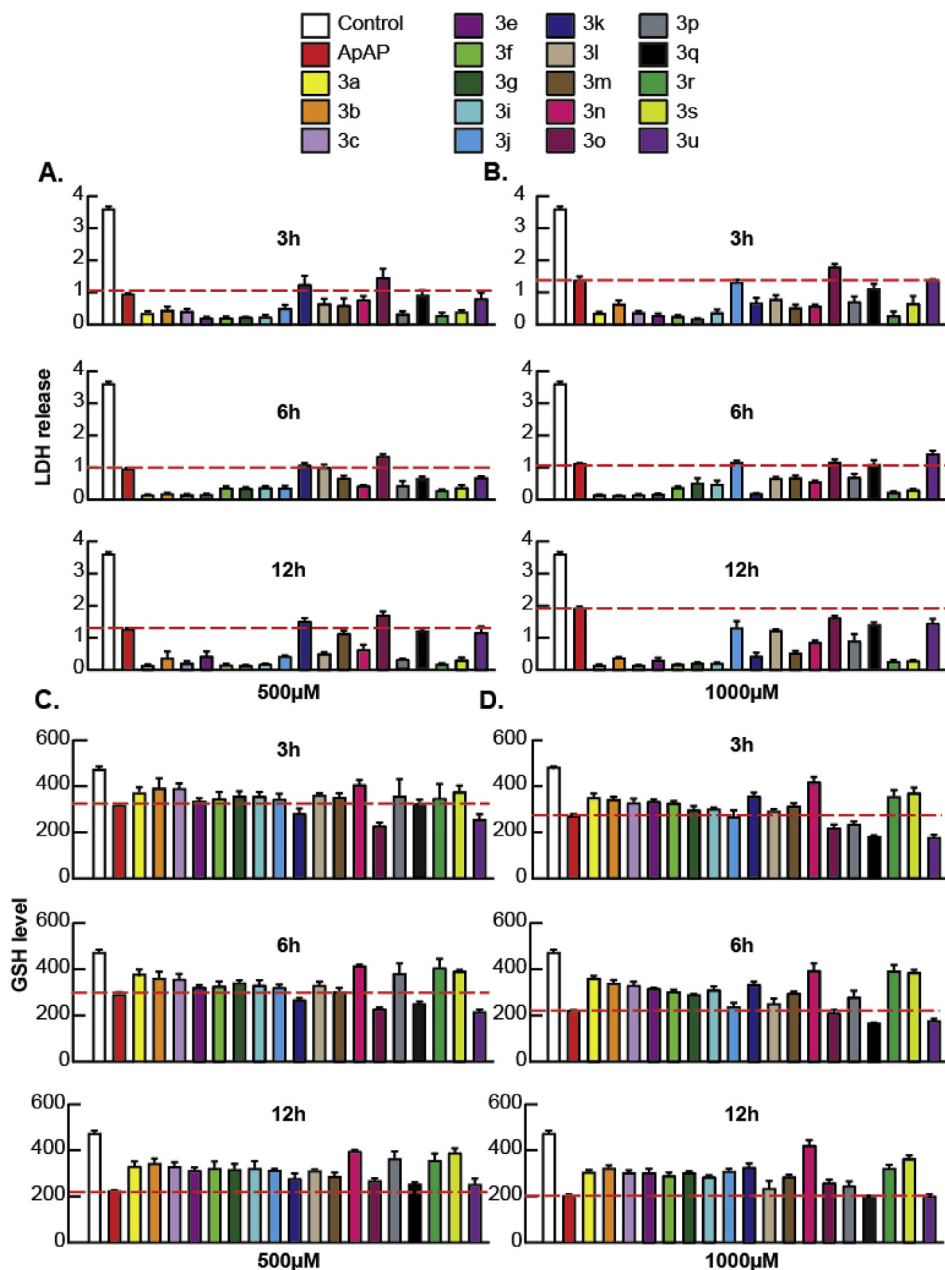 Control 3e 3k 3p
ApAP 3f 3l 3q
3a 3g 3m 3r
3b 3i 3n 3s
3c 3j 3o 3u
A. B.
4 3h 4 3h
3 3
2 2
1 1
0 0
LDH release
4 6h 4 6h
3 3
2 2
1 1
0 0
4 12h 4 12h
3 3
2 2
1 1
0 0
500µM 1000µM
C. D.
600 3h 600 3h
400 400
200 200
0 0
GSH level
600 6h 600 6h
400 400
200 200
0 0
600 12h 600 12h
400 400
200 200
0 0
500µM 1000µM